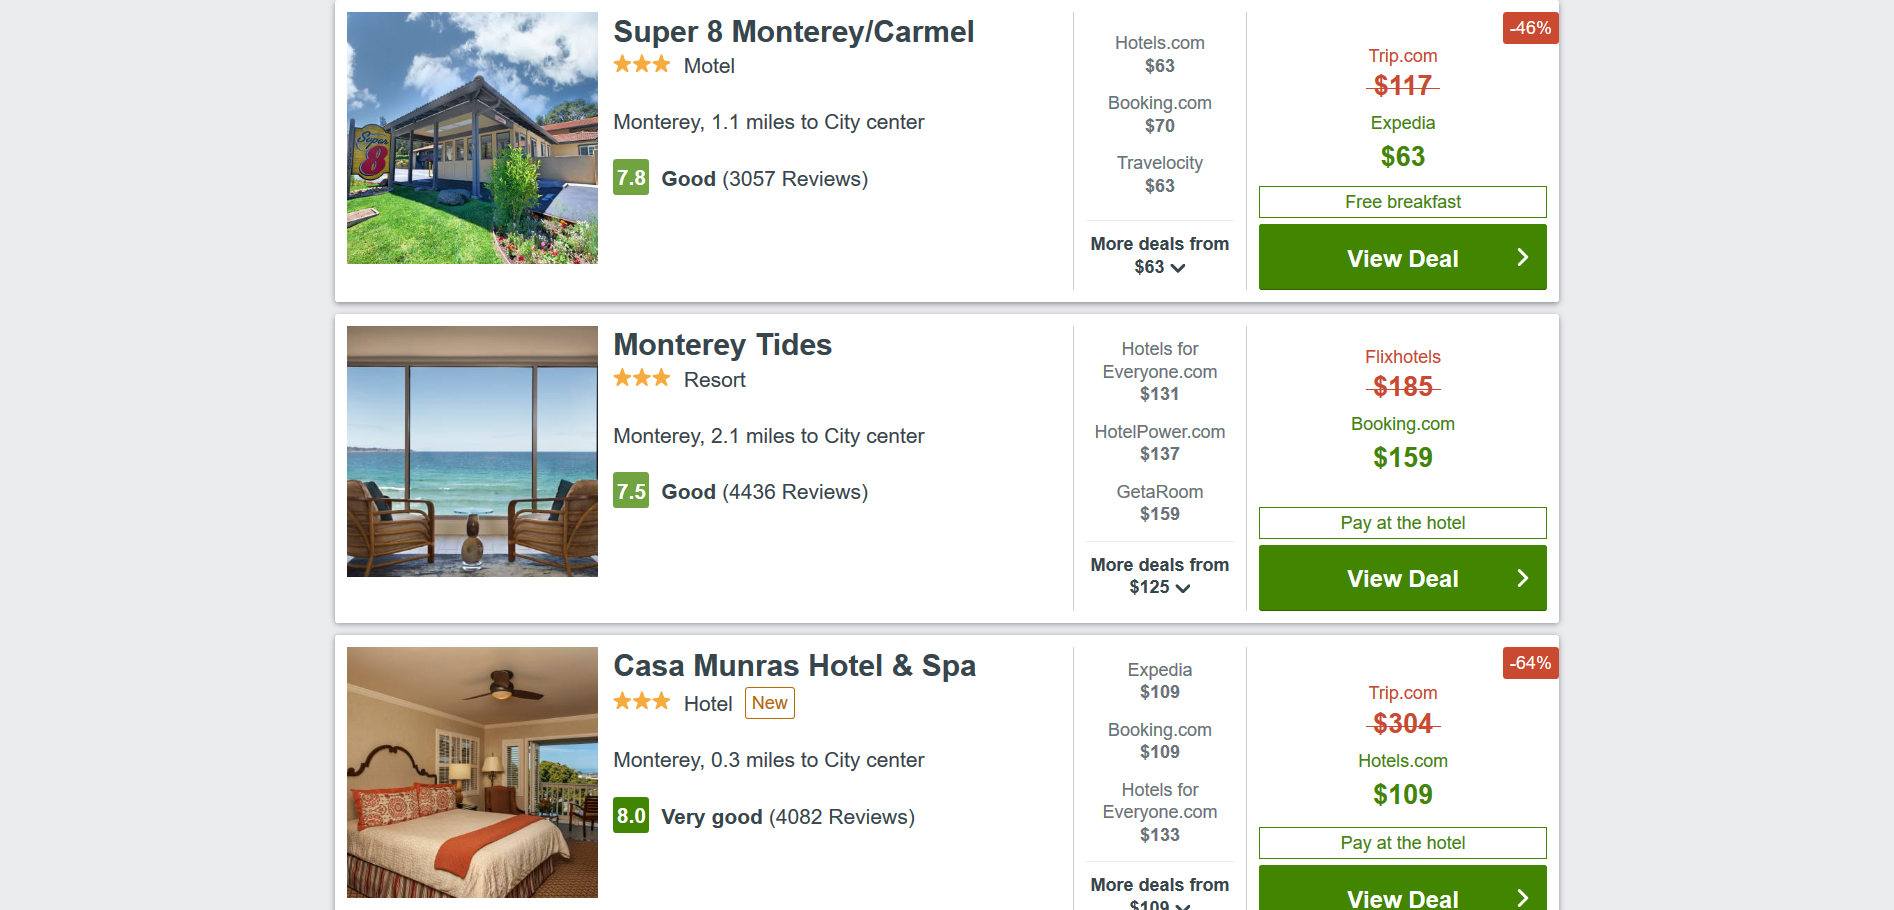 Super 8 Monterey/Carmel
Motel
Monterey, 1.1 miles to City center
7.8 Good (3057 Reviews)
Super
8
Hotels.com
$63
Booking.com
$70
Travelocity
$63
More deals from
$63
-46%
Trip.com
$117
Expedia
$63
Free breakfast
View Deal
Monterey Tides
Resort
Monterey, 2.1 miles to City center
7.5 Good (4436 Reviews)
Hotels for
Everyone.com
$131
HotelPower.com
$137
GetaRoom
$159
More deals from
$125
Flixhotels
$185
Booking.com
$159
Pay at the hotel
View Deal
Casa Munras Hotel & Spa
Hotel New
Monterey, 0.3 miles to City center
8.0 Very good (4082 Reviews)
Expedia
$109
Booking.com
$109
Hotels for
Everyone.com
$133
More deals from
$109
-64%
Trip.com
$304
Hotels.com
$109
Pay at the hotel
View Deal